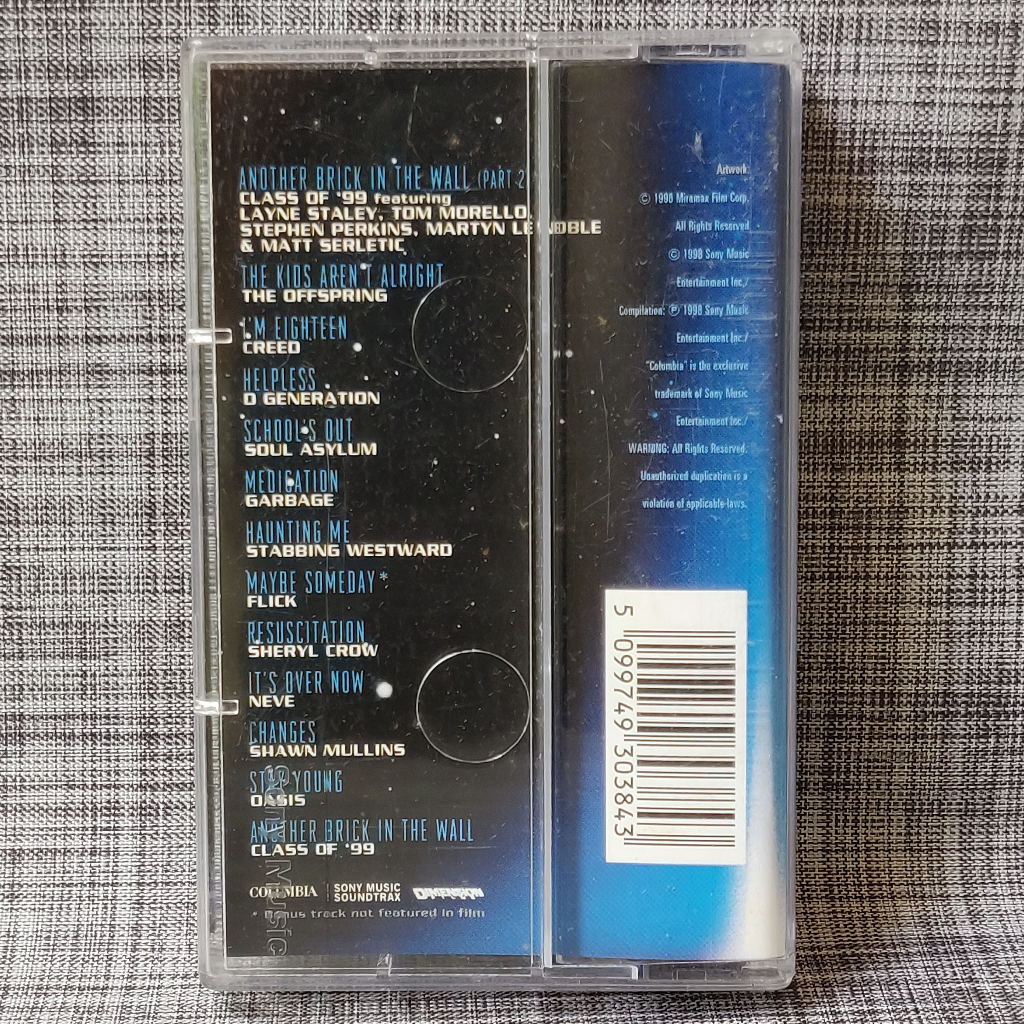 ANOTHER BRICK IN THE WALL (PART 2
CLASS OF '99 featuring
LAYNE STALEY, TOM MORELLO,
STEPHEN PERKINS, MARTYN LE NOBLE
& MATT SERLETIC
THE KIDS AREN'T ALRIGHT
THE OFFSPRING
I'M EIGHTEEN
CREED
HELPLESS
D GENERATION
SCHOOL'S OUT
SOUL ASYLUM
MEDICATION
GARBAGE
HAUNTING ME
STABBING WESTWARD
MAYBE SOMEDAY*
FLICK
RESUSCITATION
SHERYL CROW
IT'S OVER NOW
NEVE
CHANGES
SHAWN MULLINS
STAY YOUNG
OASIS
ANOTHER BRICK IN THE WALL
CLASS OF '99
COLUMBIA
SONY MUSIC
SOUNDTRAX
DIMENSION
* Bonus track not featured in film
Sony Music
Artwork
© 1998 Miramax Film Corp.
All Rights Reserved
© 1998 Sony Music
Entertainment Inc./
Compilation: ℗ 1998 Sony Music
Entertainment Inc./
"Columbia" is the exclusive
trademark of Sony Music
Entertainment Inc./
WARNING: All Rights Reserved.
Unauthorized duplication is a
violation of applicable laws.
5 099749 303843